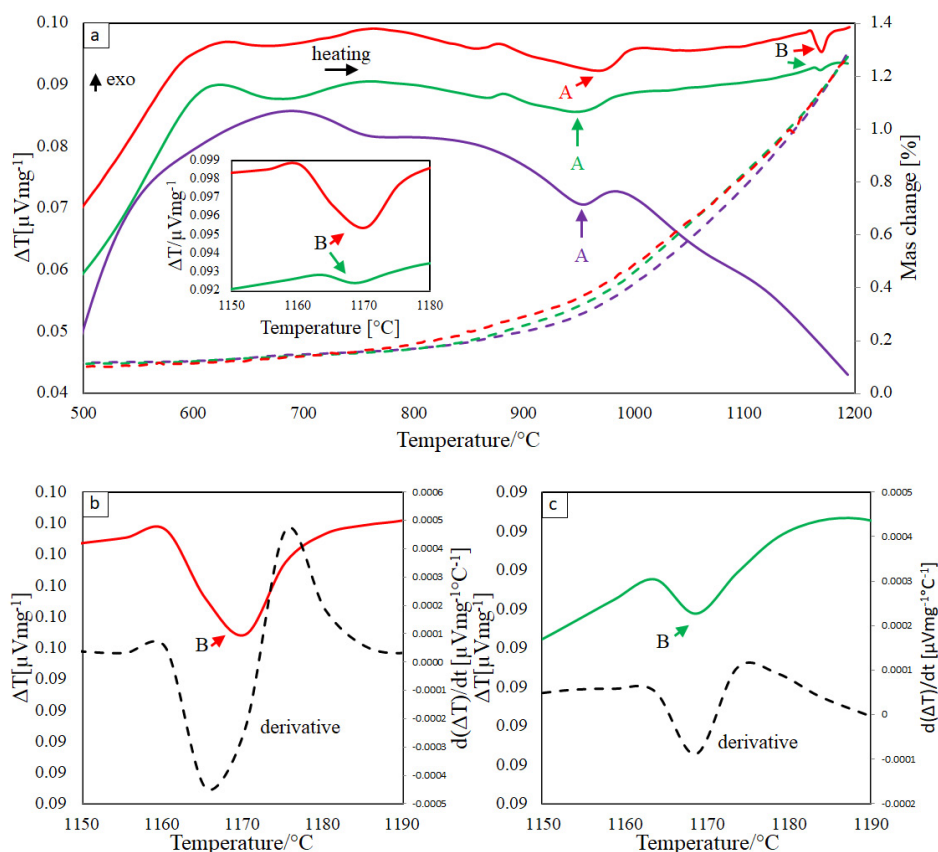 a
0.10
0.09
0.08
0.07
0.06
0.05
0.04
ΔT[µVmg-1]
exo
heating
A
A
A
B
1.4
1.2
1.0
0.8
0.6
0.4
0.2
0.0
Mas change [%]
0.099
0.098
0.096
0.095
0.093
0.092
ΔT/µVmg-1
B
1150 1160 1170 1180
Temperature [°C]
500 600 700 800 900 1000 1100 1200
Temperature/°C
b
0.10
0.10
0.10
0.10
0.10
0.10
0.09
0.09
0.09
0.09
0.09
ΔT[µVmg-1]
B
derivative
0.0006
0.0005
0.0004
0.0003
0.0002
0.0001
0.0000
-0.0001
-0.0002
-0.0003
-0.0004
-0.0005
d(ΔT)/dt [µVmg-1°C-1]
1150 1160 1170 1180 1190
Temperature/°C
c
0.09
0.09
0.09
0.09
0.09
0.09
0.09
0.09
0.09
ΔT[µVmg-1]
B
derivative
0.0005
0.0004
0.0003
0.0002
0.0001
0
-0.0001
-0.0002
d(ΔT)/dt [µVmg-1°C-1]
1150 1160 1170 1180 1190
Temperature/°C